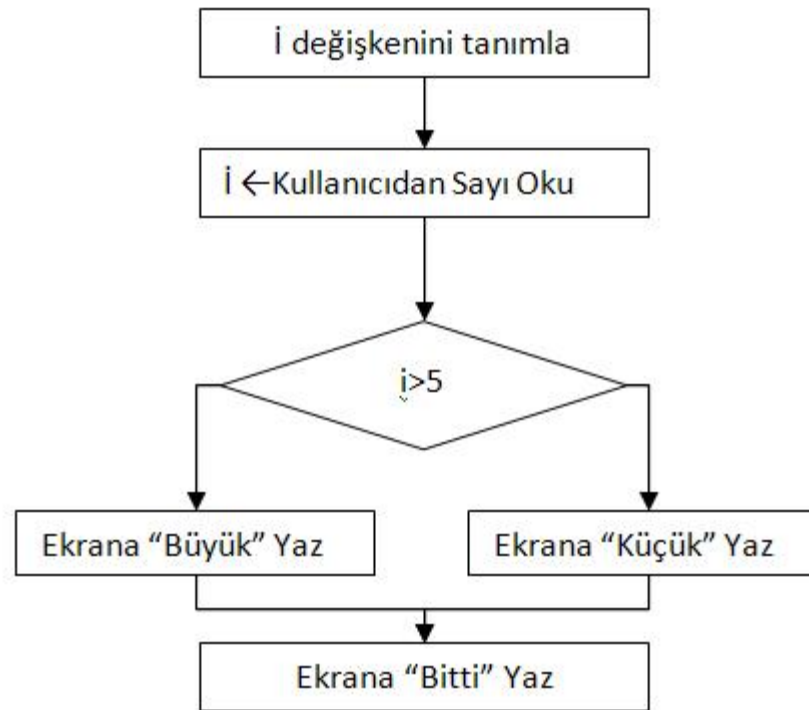 İ değişkenini tanımla
İ ←Kullanıcıdan Sayı Oku
i>5
Ekrana “Büyük” Yaz
Ekrana “Küçük” Yaz
Ekrana “Bitti” Yaz